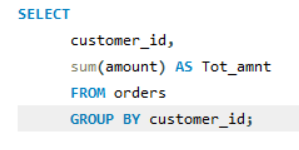 SELECT
customer_id,
sum(amount) AS Tot_amnt
FROM orders
GROUP BY customer_id;